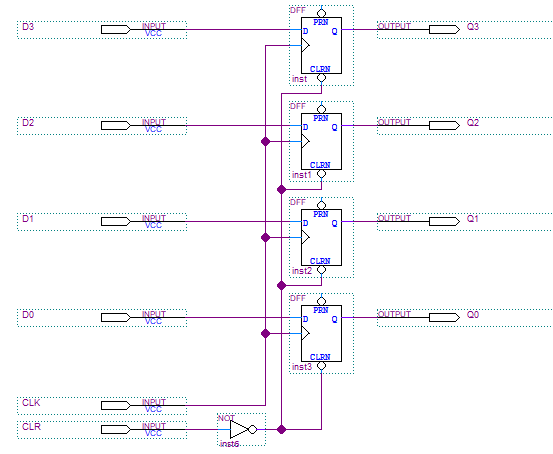 DFF
PRN
D3 INPUT VCC D Q OUTPUT Q3
CLRN
inst
DFF
PRN
D2 INPUT VCC D Q OUTPUT Q2
CLRN
inst1
DFF
PRN
D1 INPUT VCC D Q OUTPUT Q1
CLRN
inst2
DFF
PRN
D0 INPUT VCC D Q OUTPUT Q0
CLRN
inst3
CLK INPUT VCC
NOT
CLR INPUT VCC
inst6